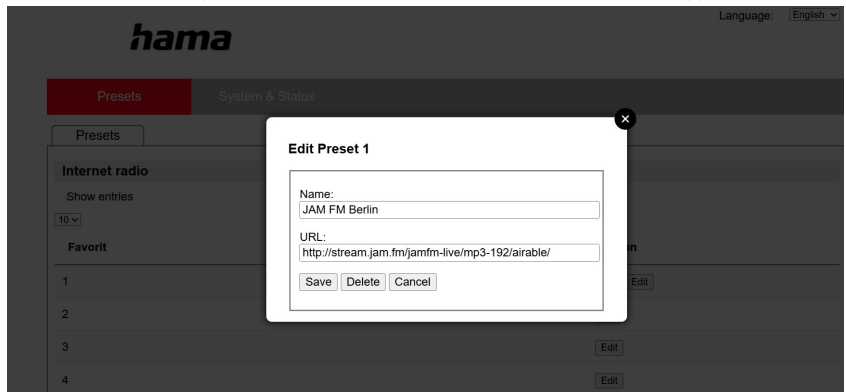 Language: English
hama
Presets System & Status
Presets
Internet radio
Show entries
10
Favorit
1 Edit
2
3 Edit
4 Edit
Edit Preset 1
Name:
JAM FM Berlin
URL:
http://stream.jam.fm/jamfm-live/mp3-192/airable/
Save Delete Cancel